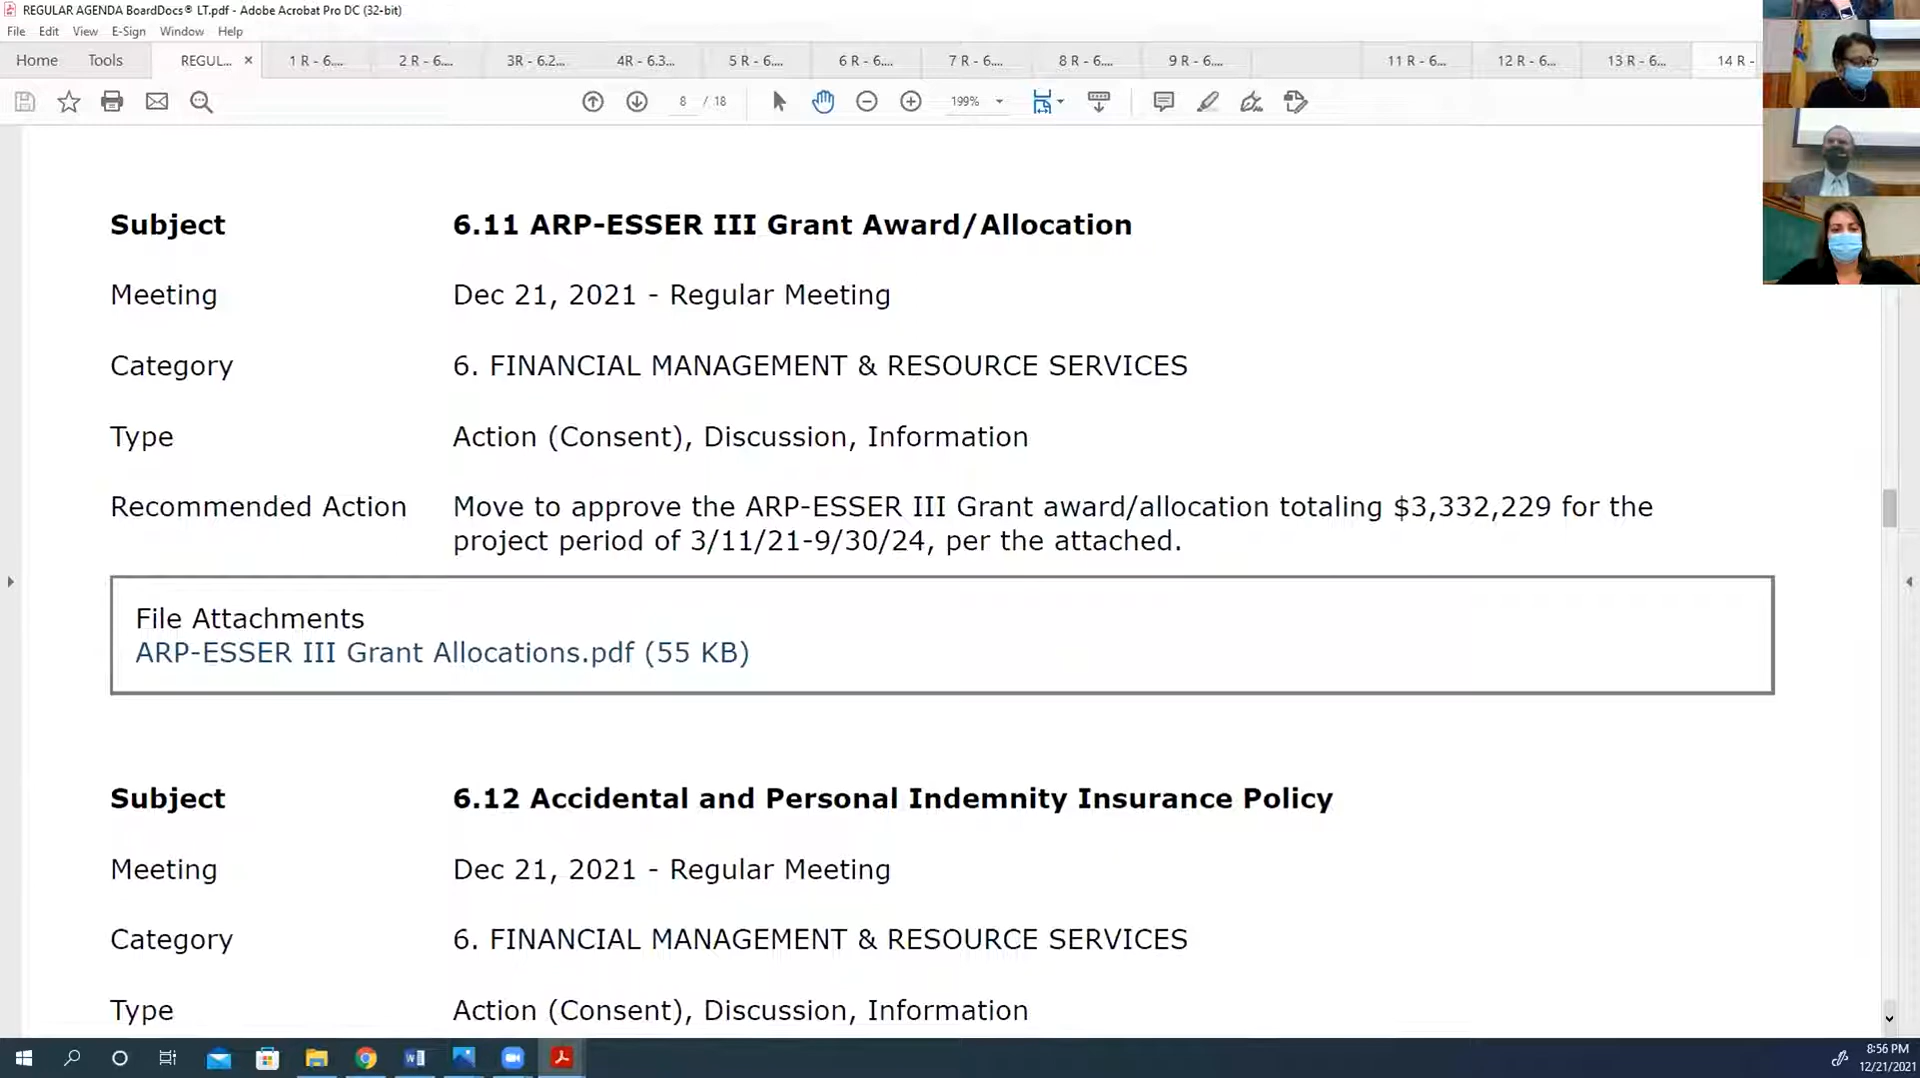 REGULAR AGENDA BoardDocs® LT.pdf - Adobe Acrobat Pro DC (32-bit)
File Edit View E-Sign Window Help
Home Tools REGUL... × 1 R - 6.... 2 R - 6.... 3R - 6.2... 4R - 6.3... 5 R - 6.... 6 R - 6.... 7 R - 6.... 8 R - 6.... 9 R - 6.... 11 R - 6... 12 R - 6... 13 R - 6... 14 R -
8 / 18 199%
Subject 6.11 ARP-ESSER III Grant Award/Allocation
Meeting Dec 21, 2021 - Regular Meeting
Category 6. FINANCIAL MANAGEMENT & RESOURCE SERVICES
Type Action (Consent), Discussion, Information
Recommended Action Move to approve the ARP-ESSER III Grant award/allocation totaling $3,332,229 for the
project period of 3/11/21-9/30/24, per the attached.
File Attachments
ARP-ESSER III Grant Allocations.pdf (55 KB)
Subject 6.12 Accidental and Personal Indemnity Insurance Policy
Meeting Dec 21, 2021 - Regular Meeting
Category 6. FINANCIAL MANAGEMENT & RESOURCE SERVICES
Type Action (Consent), Discussion, Information
8:56 PM
12/21/2021